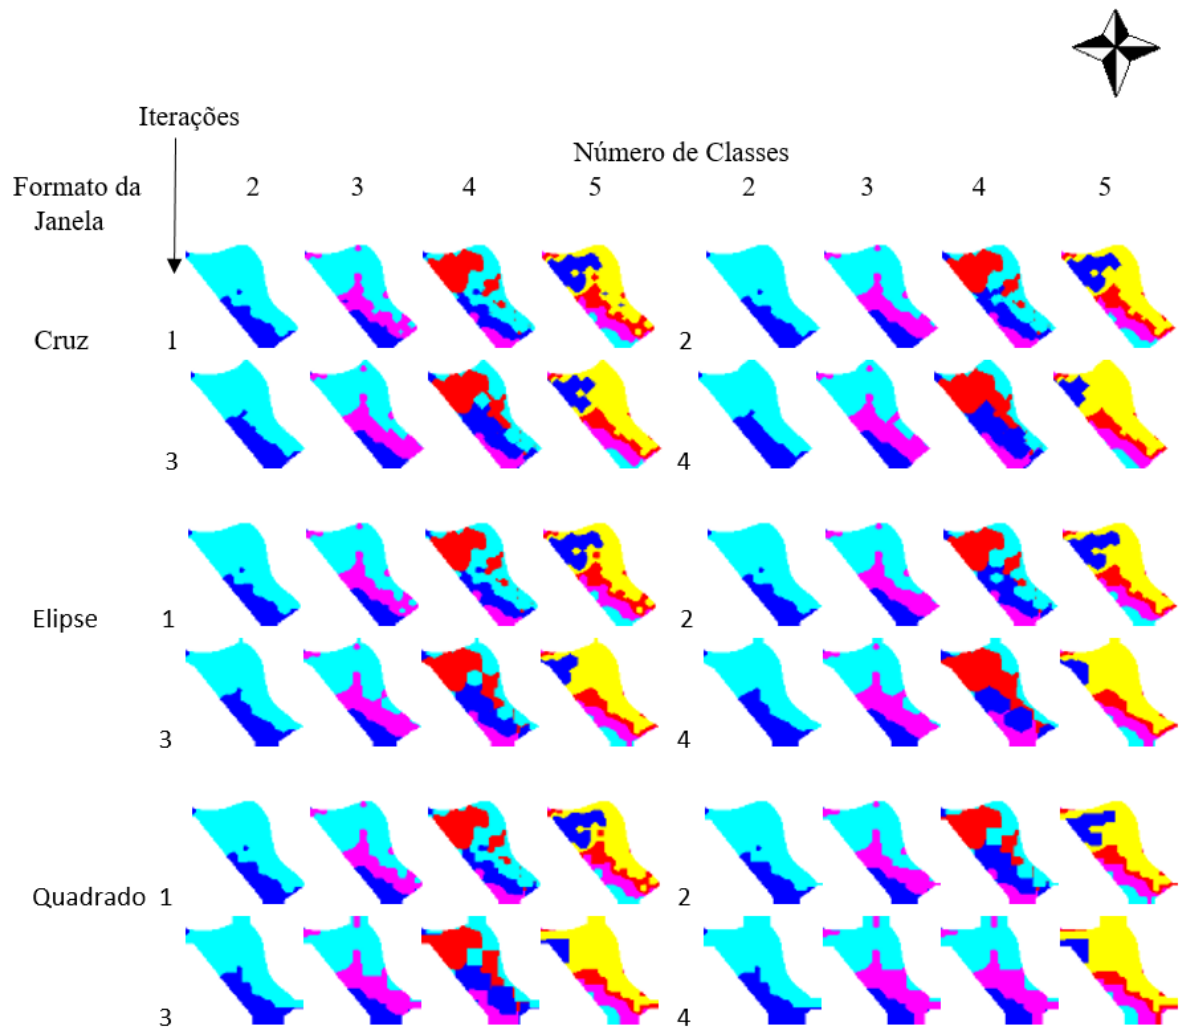 Iterações
Número de Classes
Formato da
Janela
2 3 4 5 2 3 4 5
Cruz 1 2
3 4
Elipse 1 2
3 4
Quadrado 1 2
3 4